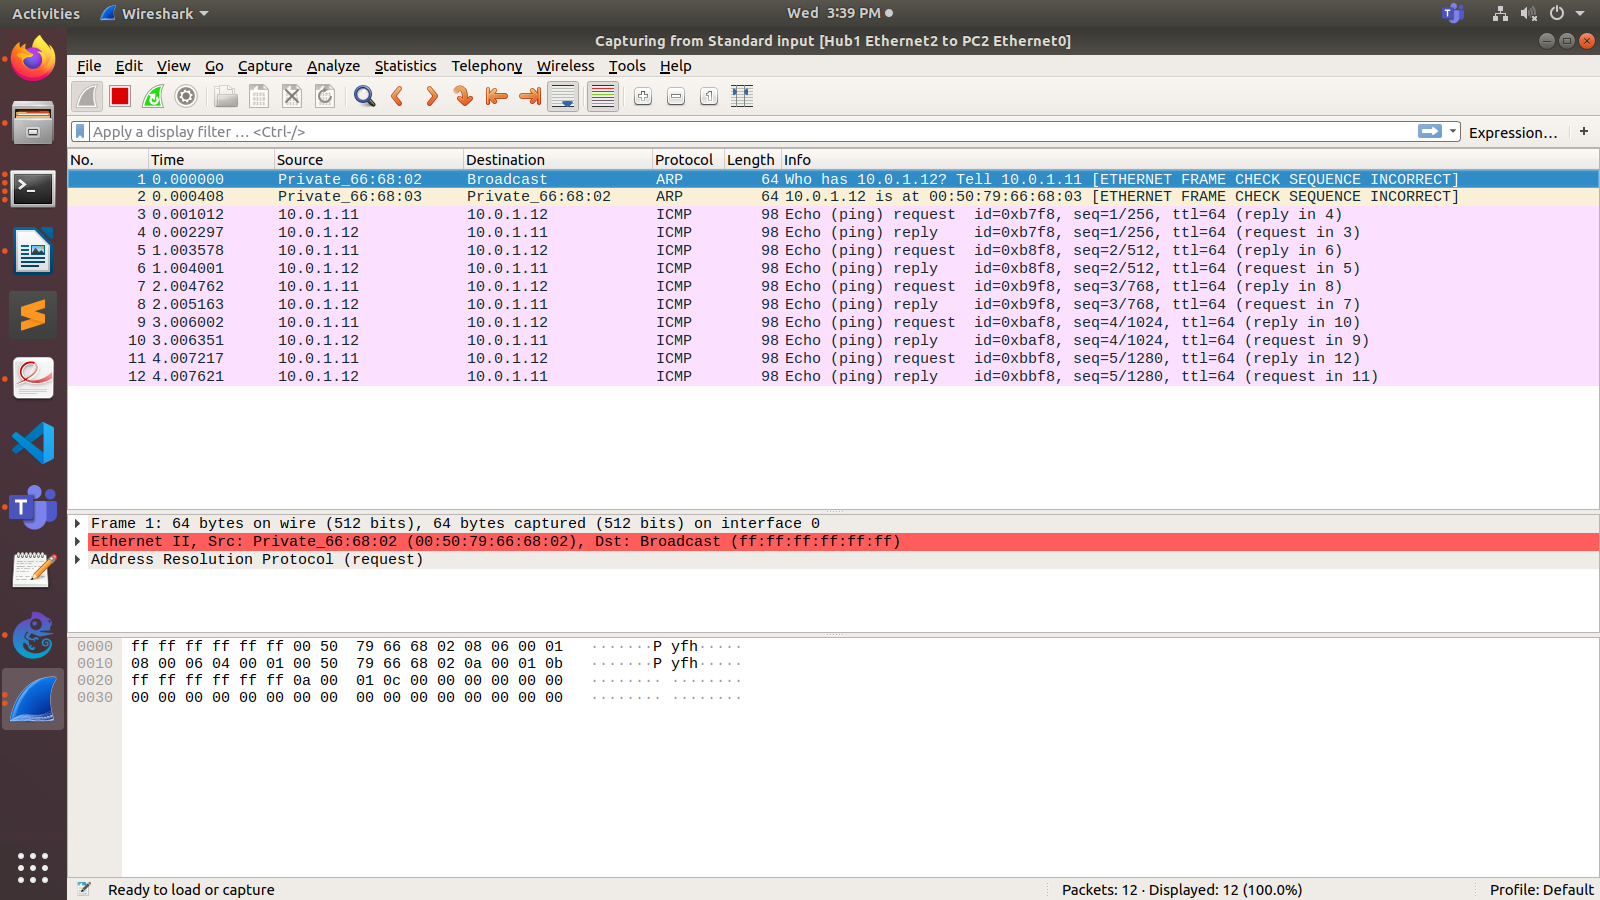 Activities Wireshark Wed 3:39 PM
Capturing from Standard input [Hub1 Ethernet2 to PC2 Ethernet0]
File Edit View Go Capture Analyze Statistics Telephony Wireless Tools Help
Apply a display filter … <Ctrl-/> Expression… +
No. Time Source Destination Protocol Length Info
1 0.000000 Private_66:68:02 Broadcast ARP 64 Who has 10.0.1.12? Tell 10.0.1.11 [ETHERNET FRAME CHECK SEQUENCE INCORRECT]
2 0.000408 Private_66:68:03 Private_66:68:02 ARP 64 10.0.1.12 is at 00:50:79:66:68:03 [ETHERNET FRAME CHECK SEQUENCE INCORRECT]
3 0.001012 10.0.1.11 10.0.1.12 ICMP 98 Echo (ping) request id=0xb7f8, seq=1/256, ttl=64 (reply in 4)
4 0.002297 10.0.1.12 10.0.1.11 ICMP 98 Echo (ping) reply id=0xb7f8, seq=1/256, ttl=64 (request in 3)
5 1.003578 10.0.1.11 10.0.1.12 ICMP 98 Echo (ping) request id=0xb8f8, seq=2/512, ttl=64 (reply in 6)
6 1.004001 10.0.1.12 10.0.1.11 ICMP 98 Echo (ping) reply id=0xb8f8, seq=2/512, ttl=64 (request in 5)
7 2.004762 10.0.1.11 10.0.1.12 ICMP 98 Echo (ping) request id=0xb9f8, seq=3/768, ttl=64 (reply in 8)
8 2.005163 10.0.1.12 10.0.1.11 ICMP 98 Echo (ping) reply id=0xb9f8, seq=3/768, ttl=64 (request in 7)
9 3.006002 10.0.1.11 10.0.1.12 ICMP 98 Echo (ping) request id=0xbaf8, seq=4/1024, ttl=64 (reply in 10)
10 3.006351 10.0.1.12 10.0.1.11 ICMP 98 Echo (ping) reply id=0xbaf8, seq=4/1024, ttl=64 (request in 9)
11 4.007217 10.0.1.11 10.0.1.12 ICMP 98 Echo (ping) request id=0xbbf8, seq=5/1280, ttl=64 (reply in 12)
12 4.007621 10.0.1.12 10.0.1.11 ICMP 98 Echo (ping) reply id=0xbbf8, seq=5/1280, ttl=64 (request in 11)
Frame 1: 64 bytes on wire (512 bits), 64 bytes captured (512 bits) on interface 0
Ethernet II, Src: Private_66:68:02 (00:50:79:66:68:02), Dst: Broadcast (ff:ff:ff:ff:ff:ff)
Address Resolution Protocol (request)
0000 ff ff ff ff ff ff 00 50 79 66 68 02 08 06 00 01 ·······P yfh·····
0010 08 00 06 04 00 01 00 50 79 66 68 02 0a 00 01 0b ·······P yfh·····
0020 ff ff ff ff ff ff 0a 00 01 0c 00 00 00 00 00 00 ········ ········
0030 00 00 00 00 00 00 00 00 00 00 00 00 00 00 00 00 ········ ········
Ready to load or capture Packets: 12 · Displayed: 12 (100.0%) Profile: Default